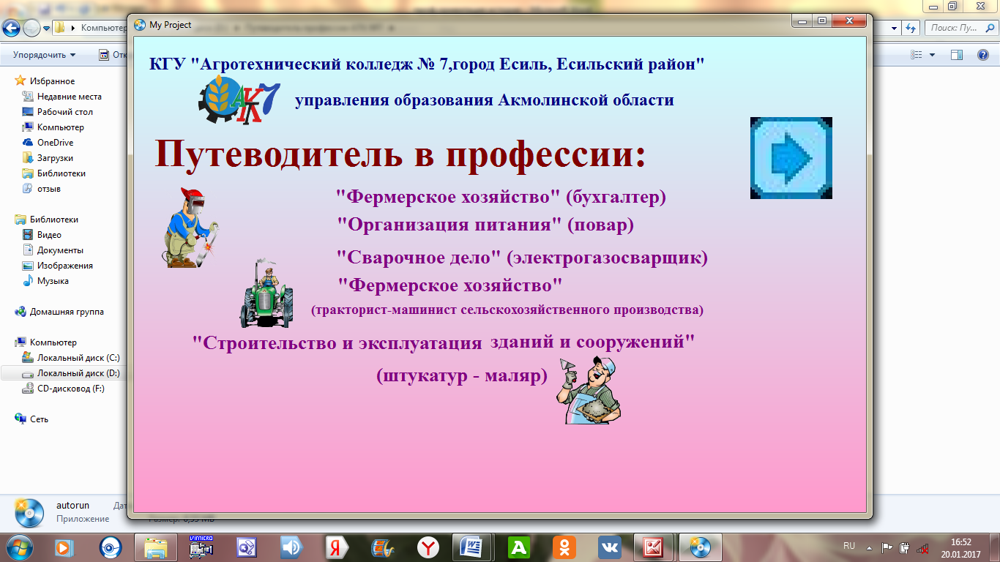 My Project
Компьютер
Поиск: Пу...
Упорядочить
КГУ "Агротехнический колледж № 7,город Есиль, Есильский район"
АКТК7
управления образования Акмолинской области
Путеводитель в профессии:
"Фермерское хозяйство" (бухгалтер)
"Организация питания" (повар)
"Сварочное дело" (электрогазосварщик)
"Фермерское хозяйство"
(тракторист-машинист сельскохозяйственного производства)
"Строительство и эксплуатация зданий и сооружений"
(штукатур - маляр)
Избранное
Недавние места
Рабочий стол
Компьютер
OneDrive
Загрузки
Библиотеки
отзыв
Библиотеки
Видео
Документы
Изображения
Музыка
Домашняя группа
Компьютер
Локальный диск (C:)
Локальный диск (D:)
CD-дисковод (F:)
Сеть
autorun
Приложение
VIMICRO
RU
16:52
20.01.2017